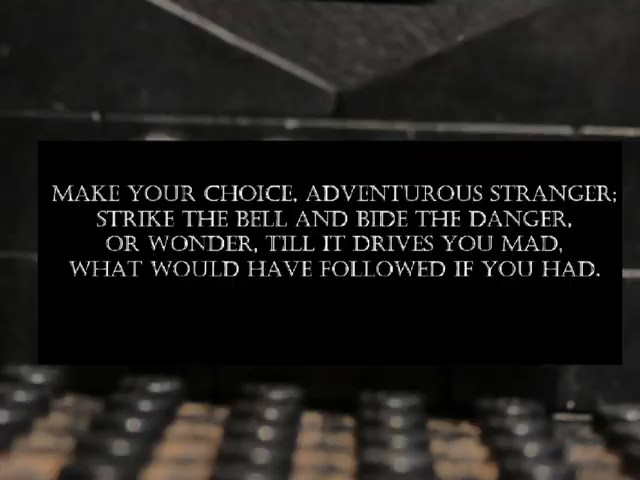 MAKE YOUR CHOICE, ADVENTUROUS STRANGER;
STRIKE THE BELL AND BIDE THE DANGER,
OR WONDER, TILL IT DRIVES YOU MAD,
WHAT WOULD HAVE FOLLOWED IF YOU HAD.